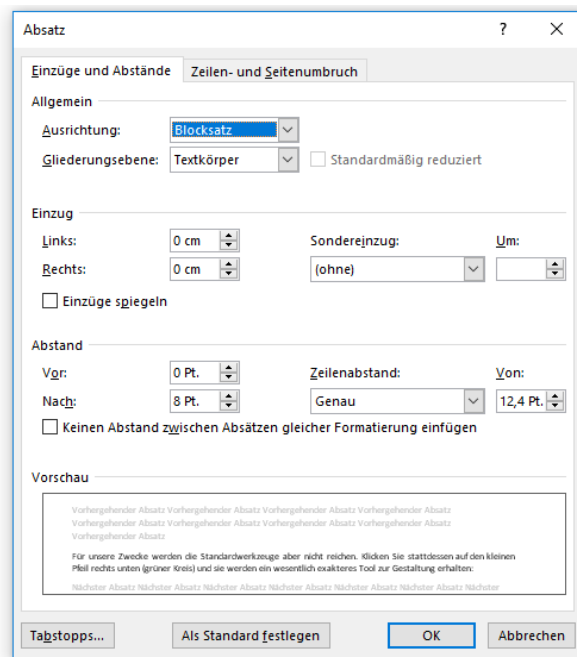 Absatz ?
Einzüge und Abstände Zeilen- und Seitenumbruch
Allgemein
Ausrichtung: Blocksatz
Gliederungsebene: Textkörper Standardmäßig reduziert
Einzug
Links: 0 cm Sondereinzug: Um:
Rechts: 0 cm (ohne)
Einzüge spiegeln
Abstand
Vor: 0 Pt. Zeilenabstand: Von:
Nach: 8 Pt. Genau 12,4 Pt.
Keinen Abstand zwischen Absätzen gleicher Formatierung einfügen
Vorschau
Vorhergehender Absatz Vorhergehender Absatz Vorhergehender Absatz Vorhergehender Absatz
Vorhergehender Absatz Vorhergehender Absatz Vorhergehender Absatz Vorhergehender Absatz
Vorhergehender Absatz
Für unsere Zwecke werden die Standardwerkzeuge aber nicht reichen. Klicken Sie stattdessen auf den kleinen
Pfeil rechts unten (grüner Kreis) und sie werden ein wesentlich exakteres Tool zur Gestaltung erhalten:
Nächster Absatz Nächster Absatz Nächster Absatz Nächster Absatz Nächster Absatz Nächster Absatz Nächster
Tabstopps... Als Standard festlegen OK Abbrechen